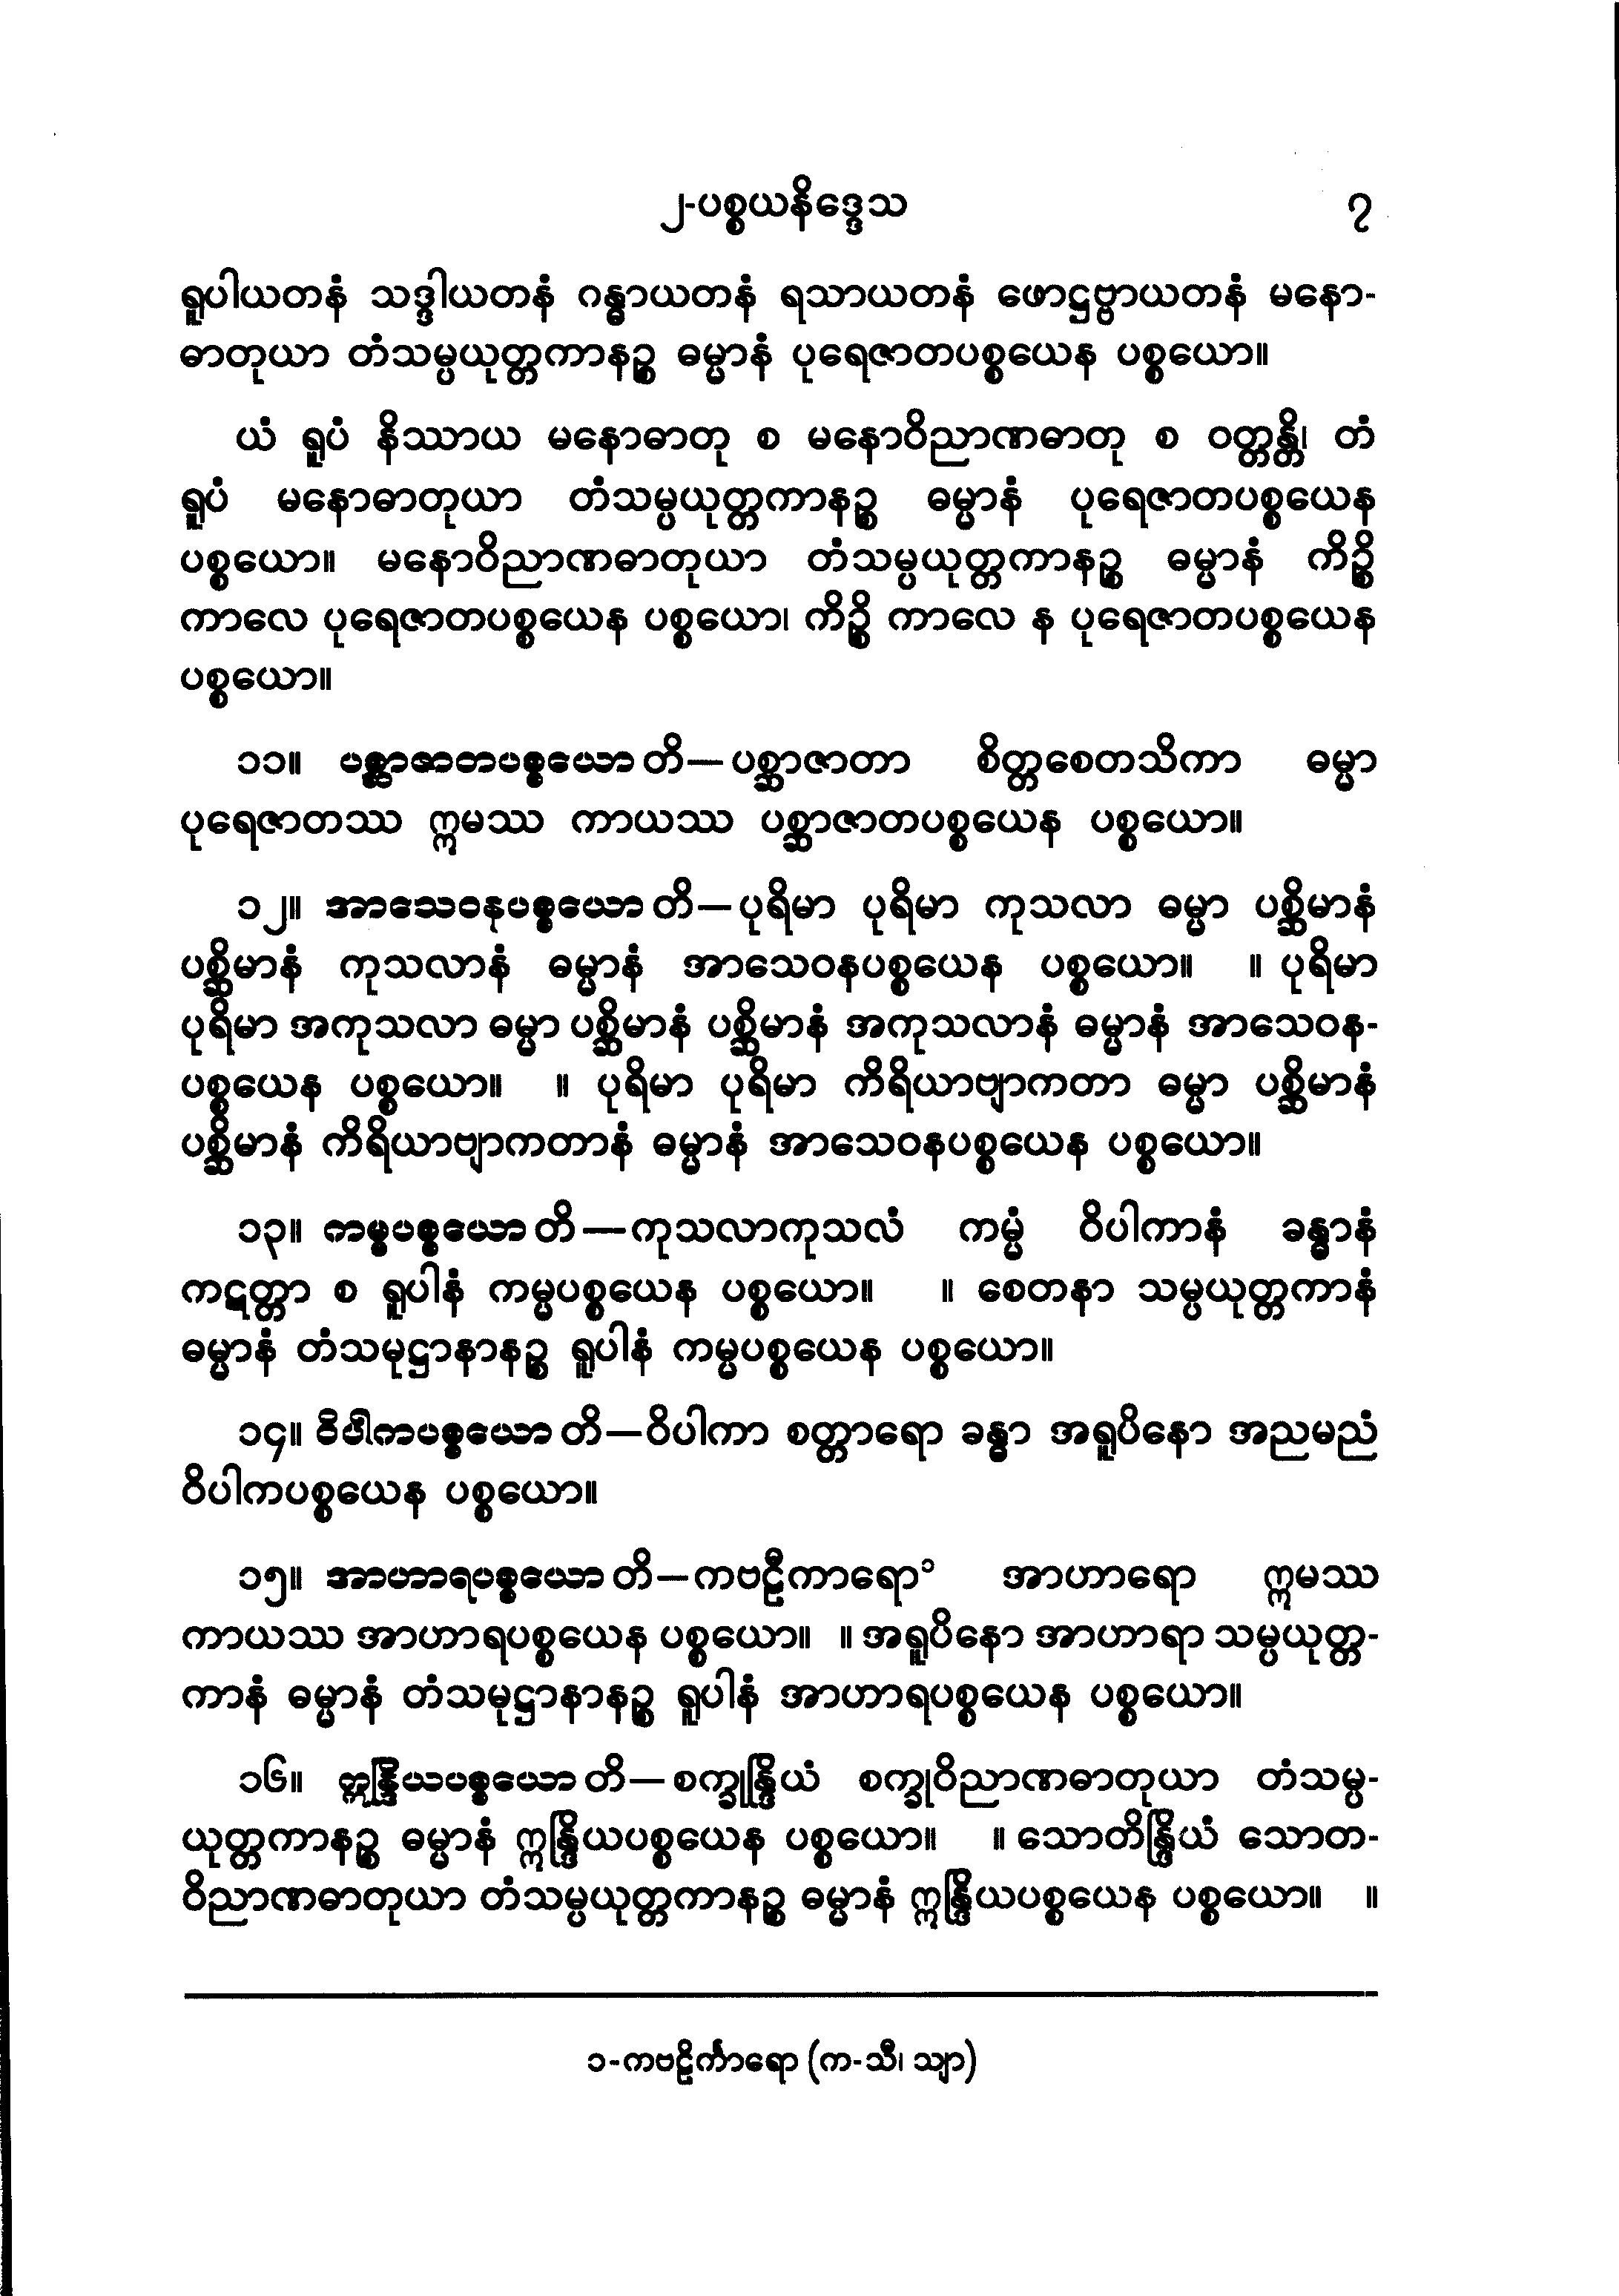 ၂-ပစ္စယနိဒ္ဒေသ ၇
ရူပါယတနံ သဒ္ဒါယတနံ ဂန္ဓာယတနံ ရသာယတနံ ဖောဋ္ဌဗ္ဗာယတနံ မနော-
ဓာတုယာ တံသမ္ပယုတ္တကာနဉ္စ ဓမ္မာနံ ပုရေဇာတပစ္စယေန ပစ္စယော။
ယံ ရူပံ နိဿာယ မနောဓာတု စ မနောဝိညာဏဓာတု စ ဝတ္တန္တိ၊ တံ
ရူပံ မနောဓာတုယာ တံသမ္ပယုတ္တကာနဉ္စ ဓမ္မာနံ ပုရေဇာတပစ္စယေန
ပစ္စယော။ မနောဝိညာဏဓာတုယာ တံသမ္ပယုတ္တကာနဉ္စ ဓမ္မာနံ ကိဉ္စိ
ကာလေ ပုရေဇာတပစ္စယေန ပစ္စယော၊ ကိဉ္စိ ကာလေ န ပုရေဇာတပစ္စယေန
ပစ္စယော။
၁၁။ ပစ္ဆာဇာတပစ္စယော တိ—ပစ္ဆာဇာတာ စိတ္တစေတသိကာ ဓမ္မာ
ပုရေဇာတဿ ဣမဿ ကာယဿ ပစ္ဆာဇာတပစ္စယေန ပစ္စယော။
၁၂။ အာသေဝနပစ္စယော တိ—ပုရိမာ ပုရိမာ ကုသလာ ဓမ္မာ ပစ္ဆိမာနံ
ပစ္ဆိမာနံ ကုသလာနံ ဓမ္မာနံ အာသေဝနပစ္စယေန ပစ္စယော။ ။ ပုရိမာ
ပုရိမာ အကုသလာ ဓမ္မာ ပစ္ဆိမာနံ ပစ္ဆိမာနံ အကုသလာနံ ဓမ္မာနံ အာသေဝန-
ပစ္စယေန ပစ္စယော။ ။ ပုရိမာ ပုရိမာ ကိရိယာဗျာကတာ ဓမ္မာ ပစ္ဆိမာနံ
ပစ္ဆိမာနံ ကိရိယာဗျာကတာနံ ဓမ္မာနံ အာသေဝနပစ္စယေန ပစ္စယော။
၁၃။ ကမ္မပစ္စယော တိ—ကုသလာကုသလံ ကမ္မံ ဝိပါကာနံ ခန္ဓာနံ
ကဋတ္တာ စ ရူပါနံ ကမ္မပစ္စယေန ပစ္စယော။ ။ စေတနာ သမ္ပယုတ္တကာနံ
ဓမ္မာနံ တံသမုဋ္ဌာနာနဉ္စ ရူပါနံ ကမ္မပစ္စယေန ပစ္စယော။
၁၄။ ဝိပါကပစ္စယော တိ—ဝိပါကာ စတ္တာရော ခန္ဓာ အရူပိနော အညမညံ
ဝိပါကပစ္စယေန ပစ္စယော။
၁၅။ အာဟာရပစ္စယော တိ—ကဗဠီကာရော၁ အာဟာရော ဣမဿ
ကာယဿ အာဟာရပစ္စယေန ပစ္စယော။ ။ အရူပိနော အာဟာရာ သမ္ပယုတ္တ-
ကာနံ ဓမ္မာနံ တံသမုဋ္ဌာနာနဉ္စ ရူပါနံ အာဟာရပစ္စယေန ပစ္စယော။
၁၆။ ဣန္ဒြိယပစ္စယော တိ—စက္ခုန္ဒြိယံ စက္ခုဝိညာဏဓာတုယာ တံသမ္ပ-
ယုတ္တကာနဉ္စ ဓမ္မာနံ ဣန္ဒြိယပစ္စယေန ပစ္စယော။ ။ သောတိန္ဒြိယံ သောတ-
ဝိညာဏဓာတုယာ တံသမ္ပယုတ္တကာနဉ္စ ဓမ္မာနံ ဣန္ဒြိယပစ္စယေန ပစ္စယော။ ။
၁-ကဗဠိင်္ကာရော (က-သီ၊ သျာ)